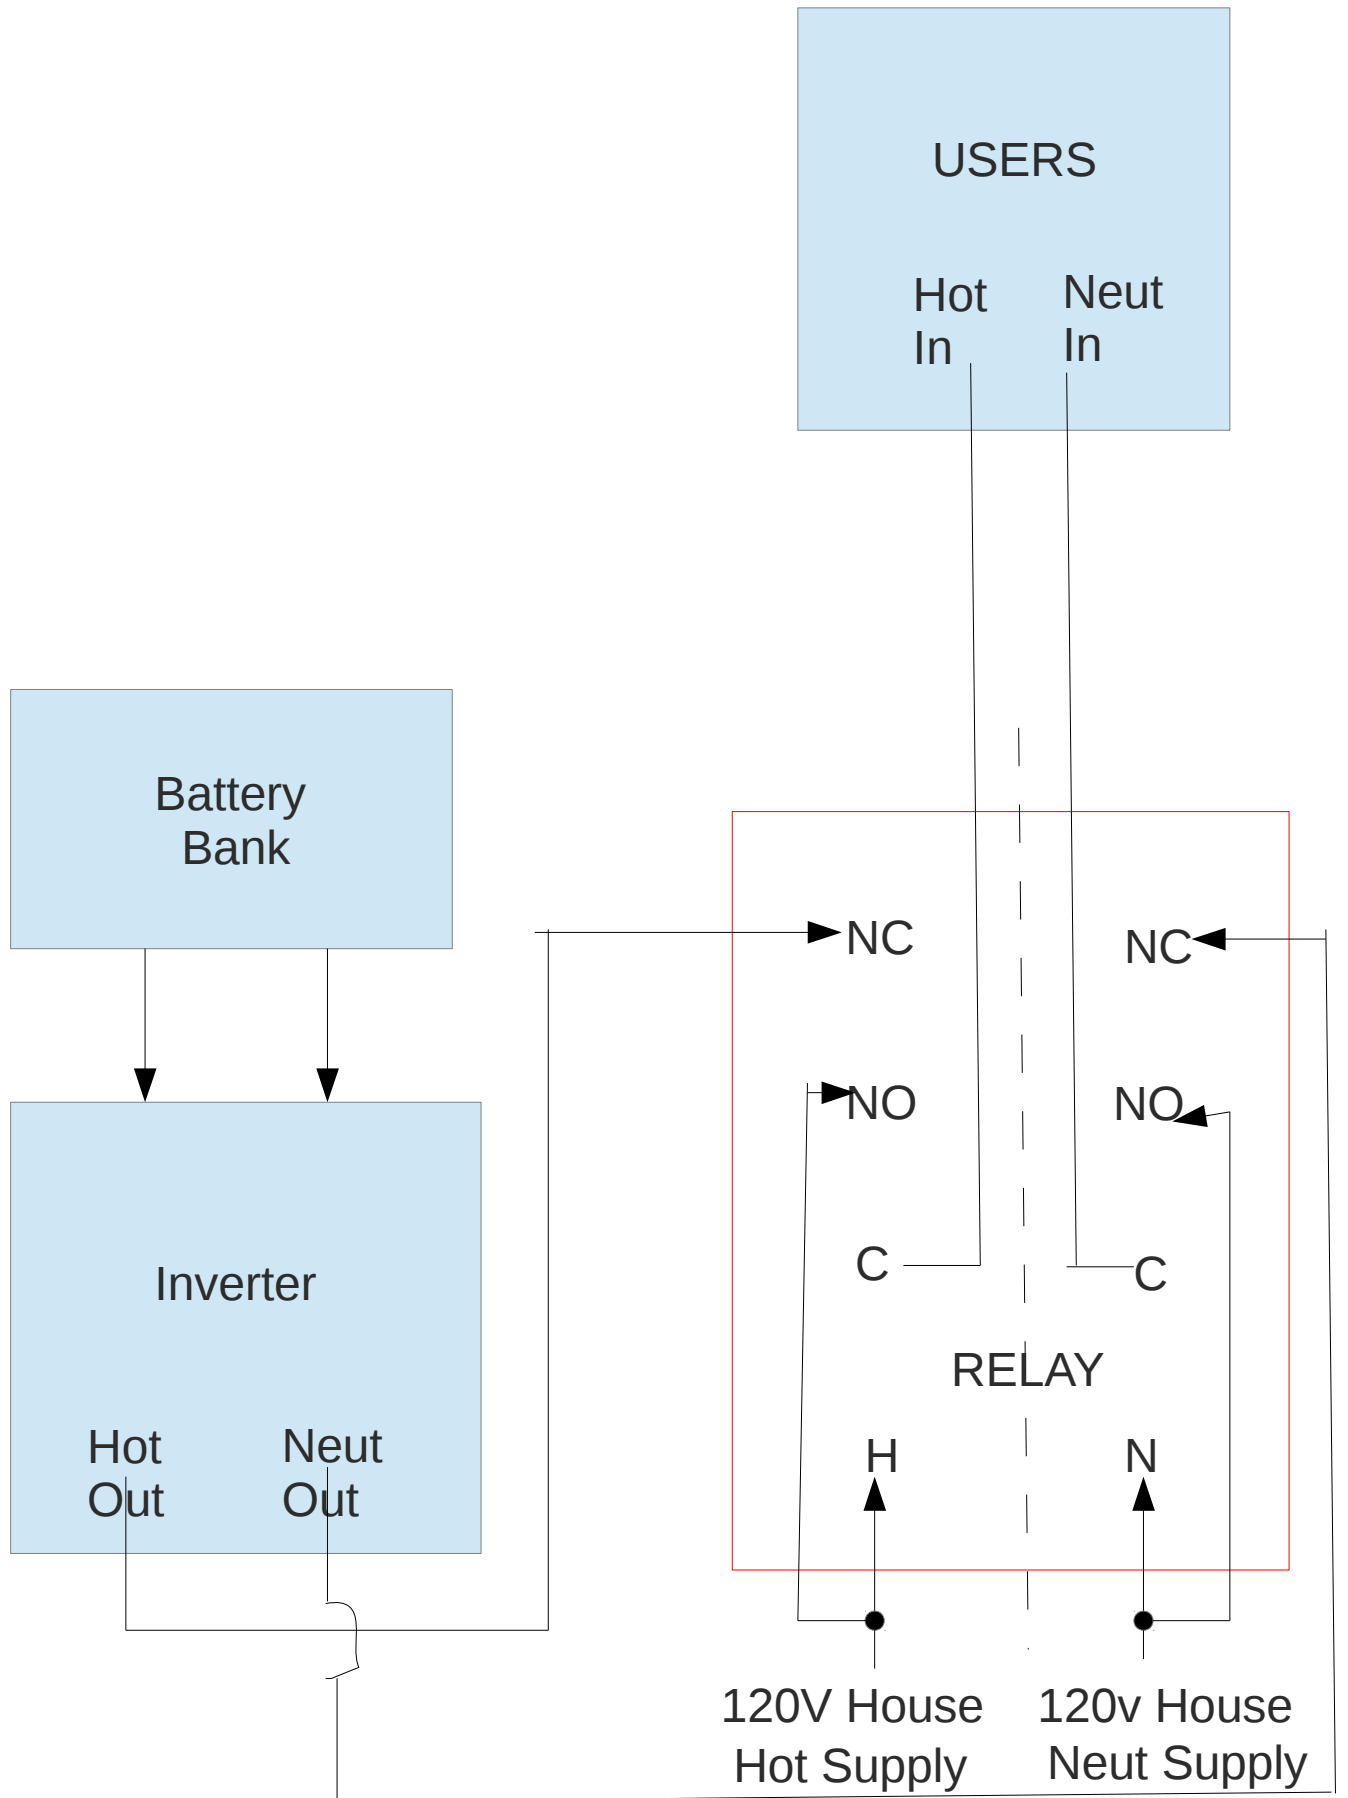 USERS
Hot
In
Neut
In
Battery
Bank
NC
NC
NO
NO
C
C
Inverter
RELAY
Hot
Out
Neut
Out
H
N
120V House
Hot Supply
120v House
Neut Supply